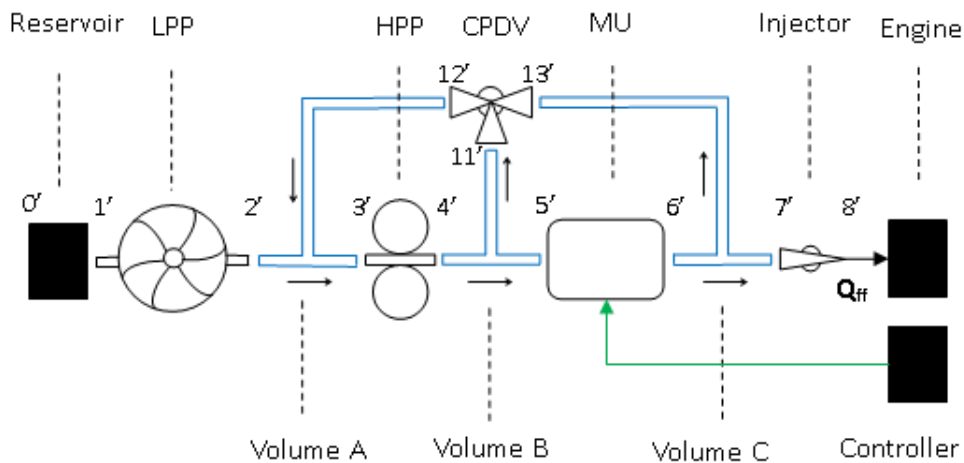 Reservoir LPP HPP CPDV MU Injector Engine
12′ 13′
11′
0′ 1′ 2′ 3′ 4′ 5′ 6′ 7′ 8′
Qff
Volume A Volume B Volume C Controller